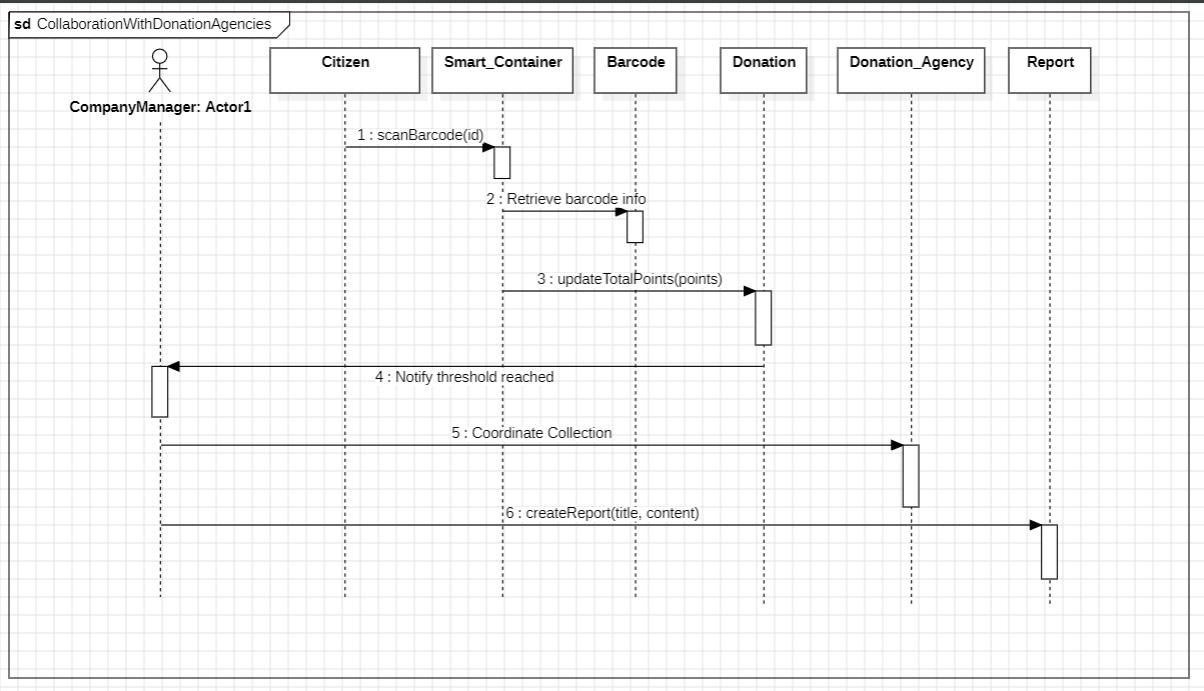 sd CollaborationWithDonationAgencies
Citizen
Smart_Container
Barcode
Donation
Donation_Agency
Report
CompanyManager: Actor1
1 : scanBarcode(id)
2 : Retrieve barcode info
3 : updateTotalPoints(points)
4 : Notify threshold reached
5 : Coordinate Collection
6 : createReport(title, content)